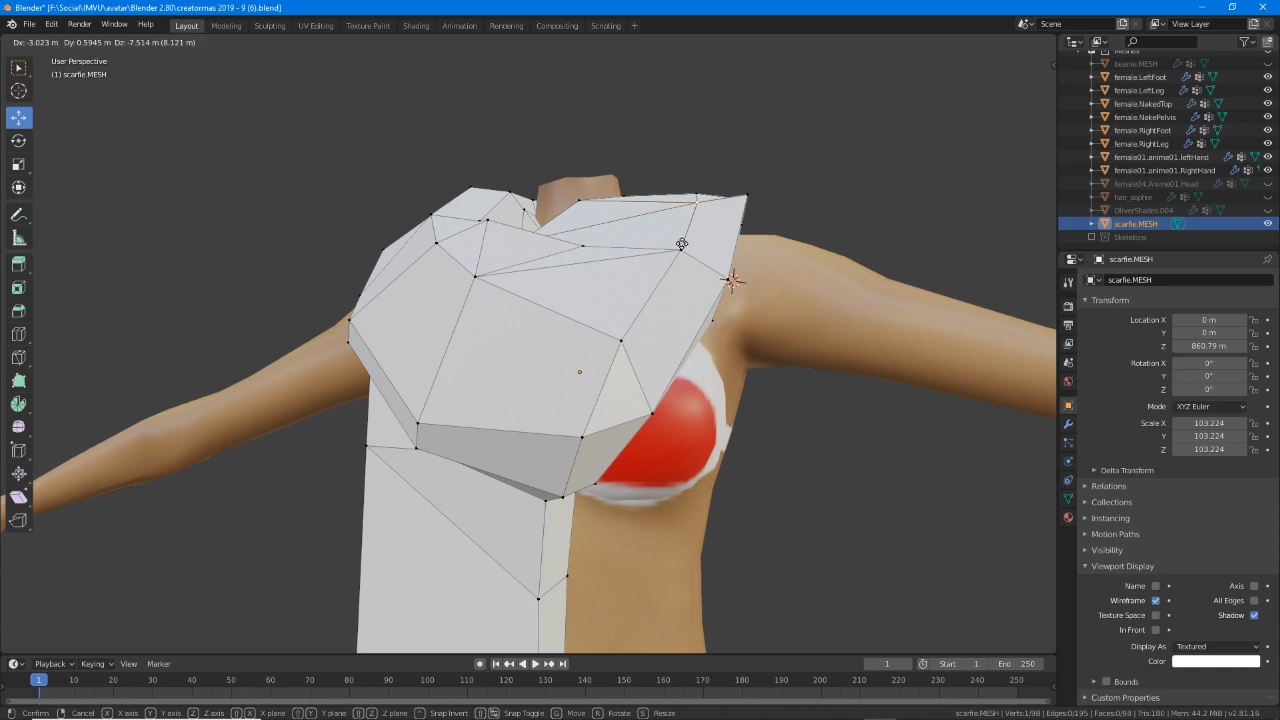 Blender* [F:\Social\IMVU\avatar\Blender 2.80\creatormas 2019 - 9 (6).blend]
File Edit Render Window Help Layout Modeling Sculpting UV Editing Texture Paint Shading Animation Rendering Compositing Scripting + Scene View Layer
Dx: -3.023 m Dy: 0.5945 m Dz: -7.514 m (8.121 m)
User Perspective
(1) scarfie.MESH
beanie.MESH
female.LeftFoot
female.LeftLeg
female.NakedTop
female.NakePelvis
female.RightFoot
female.RightLeg
female01.anime01.leftHand
female01.anime01.RightHand
female04.Anime01.Head
hair_sophie
OliverShades.004
scarfie.MESH
Skeletons
scarfie.MESH
scarfie.MESH
Transform
Location X 0 m
Y 0 m
Z 860.79 m
Rotation X 0°
Y 0°
Z 0°
Mode XYZ Euler
Scale X 103.224
Y 103.224
Z 103.224
Delta Transform
Relations
Collections
Instancing
Motion Paths
Visibility
Viewport Display
Name Axis
Wireframe All Edges
Texture Space Shadow
In Front
Display As Textured
Color
Bounds
Custom Properties
Playback Keying View Marker 1 Start 1 End 250
1 10 20 30 40 50 60 70 80 90 100 110 120 130 140 150 160 170 180 190 200 210 220 230 240 250
Confirm Cancel X X axis Y Y axis Z Z axis X X plane Y Y plane Z Z plane Snap Invert Snap Toggle G Move R Rotate S Resize scarfie.MESH | Verts:1/98 | Edges:0/195 | Faces:0/98 | Tris:180 | Mem: 44.2 MiB | v2.81.16